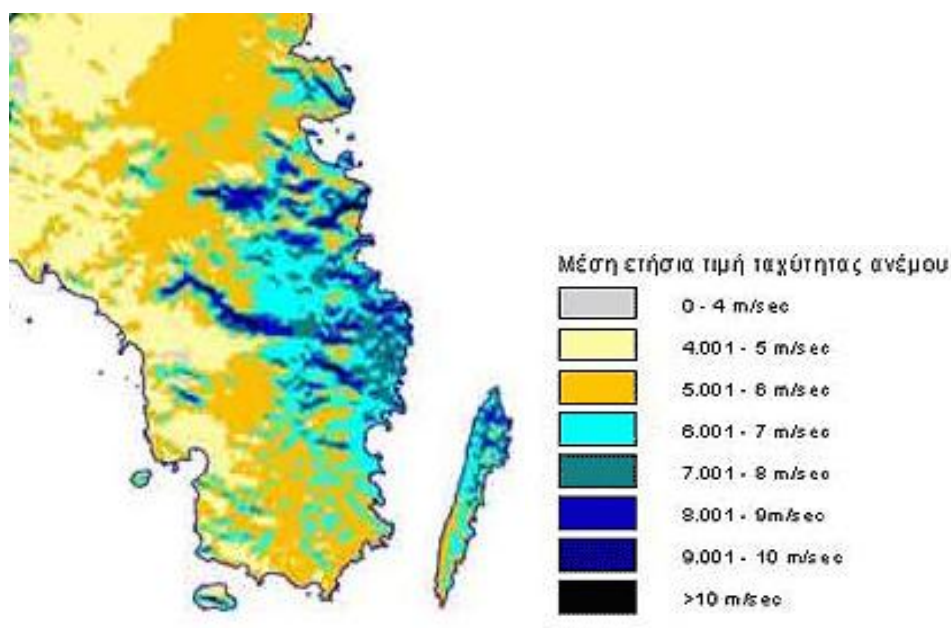 Μέση ετήσια τιμή ταχύτητας ανέμου
0 - 4 m/sec
4.001 - 5 m/sec
5.001 - 6 m/sec
6.001 - 7 m/sec
7.001 - 8 m/sec
8.001 - 9m/sec
9.001 - 10 m/sec
>10 m/sec